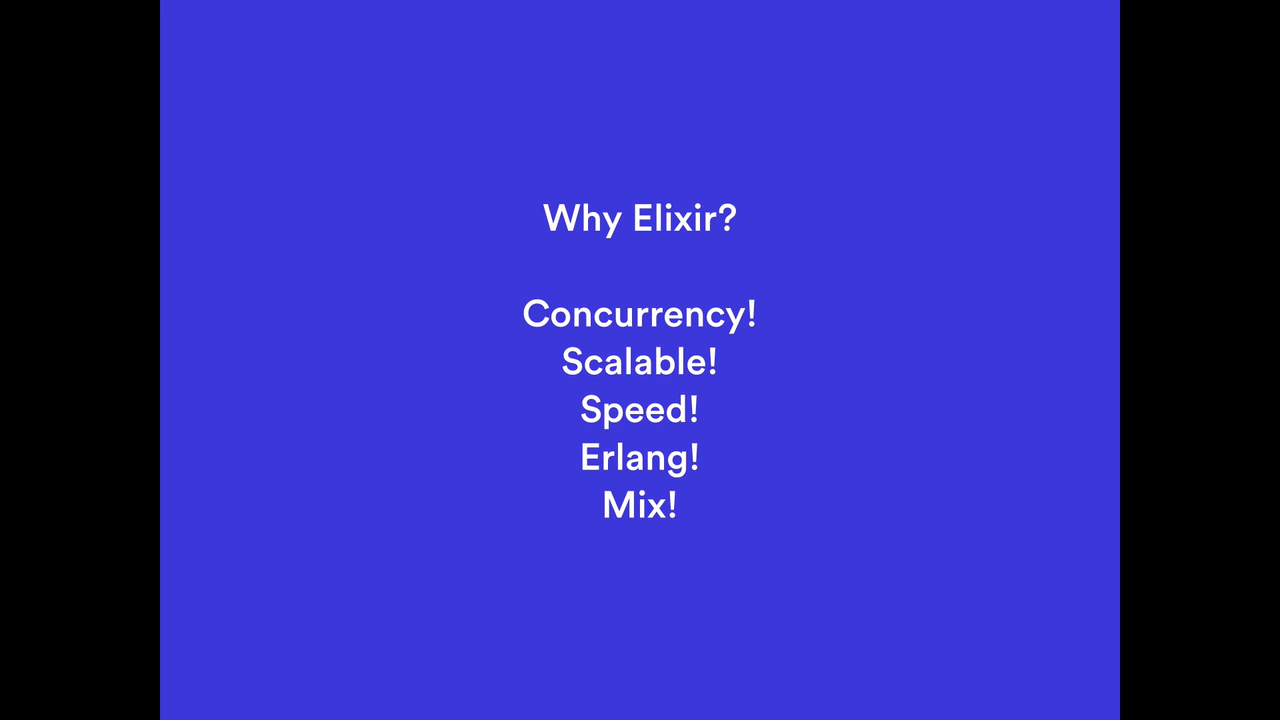 Why Elixir?
Concurrency!
Scalable!
Speed!
Erlang!
Mix!